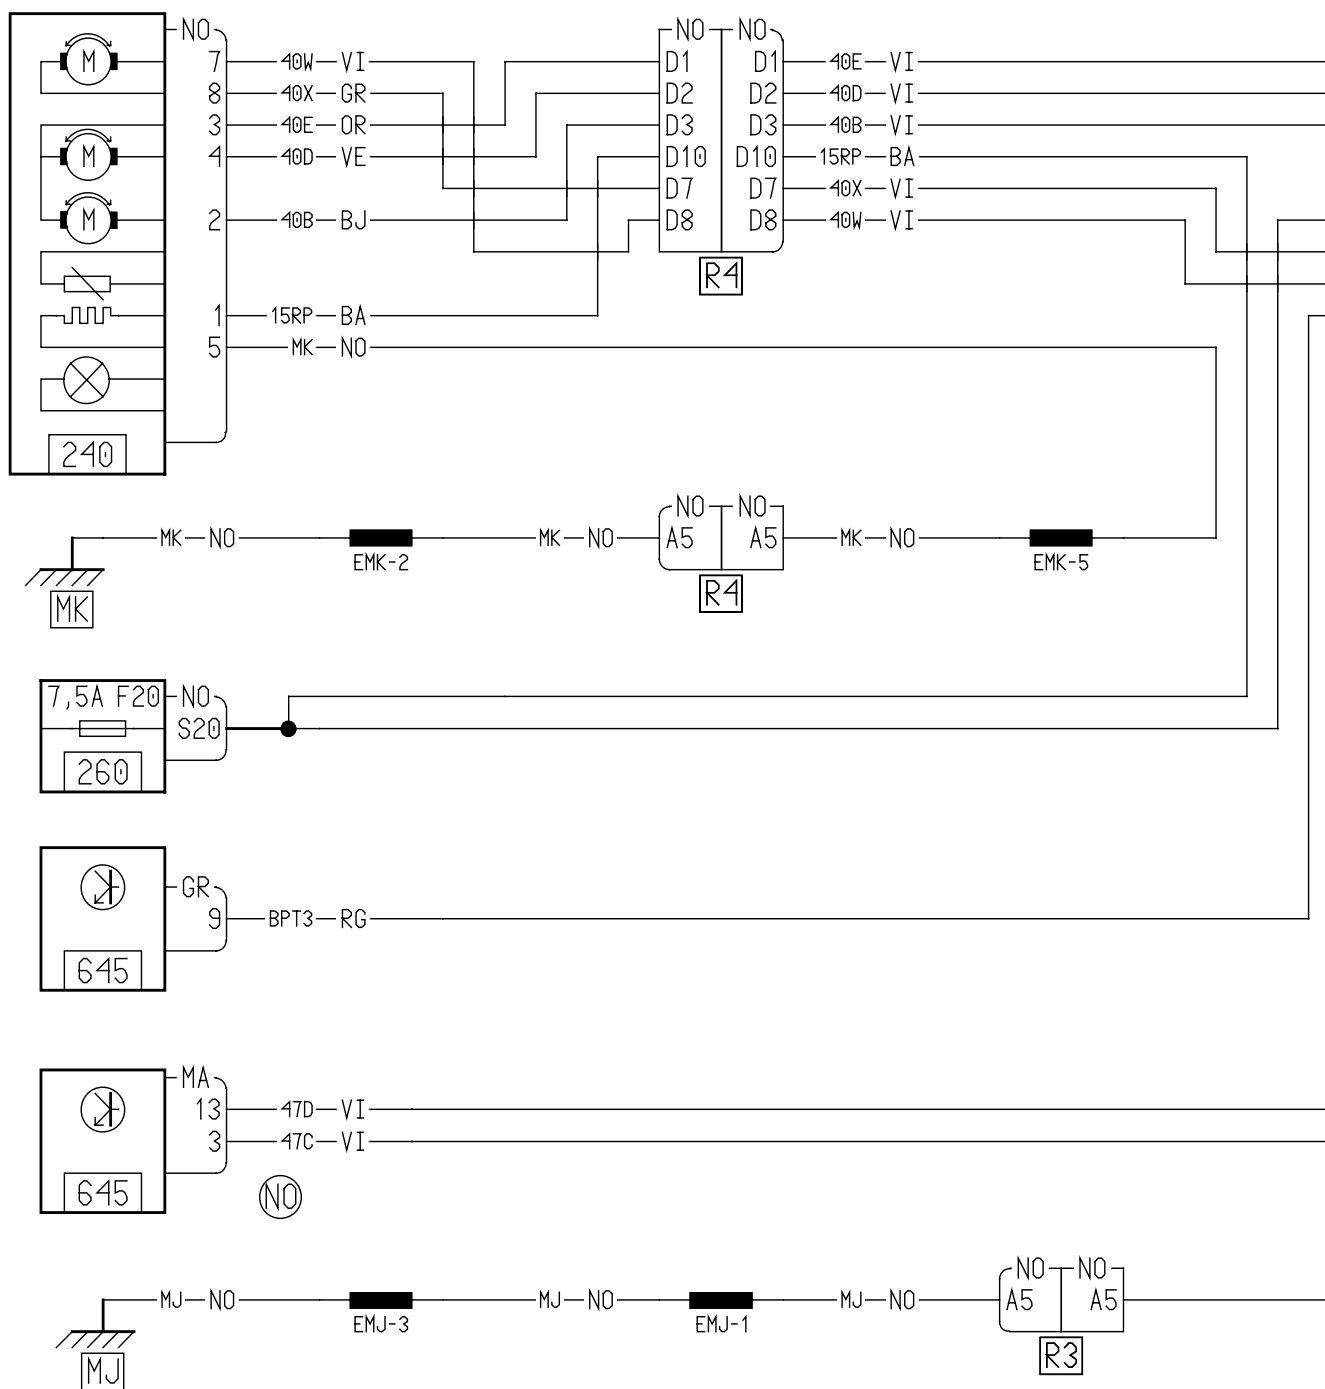 NO NO NO
M 7 40W VI D1 D1 40E VI
8 40X GR D2 D2 40D VI
3 40E OR D3 D3 40B VI
M 4 40D VE D10 D10 15RP BA
D7 D7 40X VI
M 2 40B BJ D8 D8 40W VI
R4
1 15RP BA
5 MK NO
240
NO NO
MK NO MK NO A5 A5 MK NO
EMK-2 EMK-5
R4
MK
7,5A F20 NO
S20
260
GR
9 BPT3 RG
645
MA
13 47D VI
3 47C VI
645 NO
NO NO
MJ NO MJ NO MJ NO A5 A5
EMJ-3 EMJ-1
R3
MJ